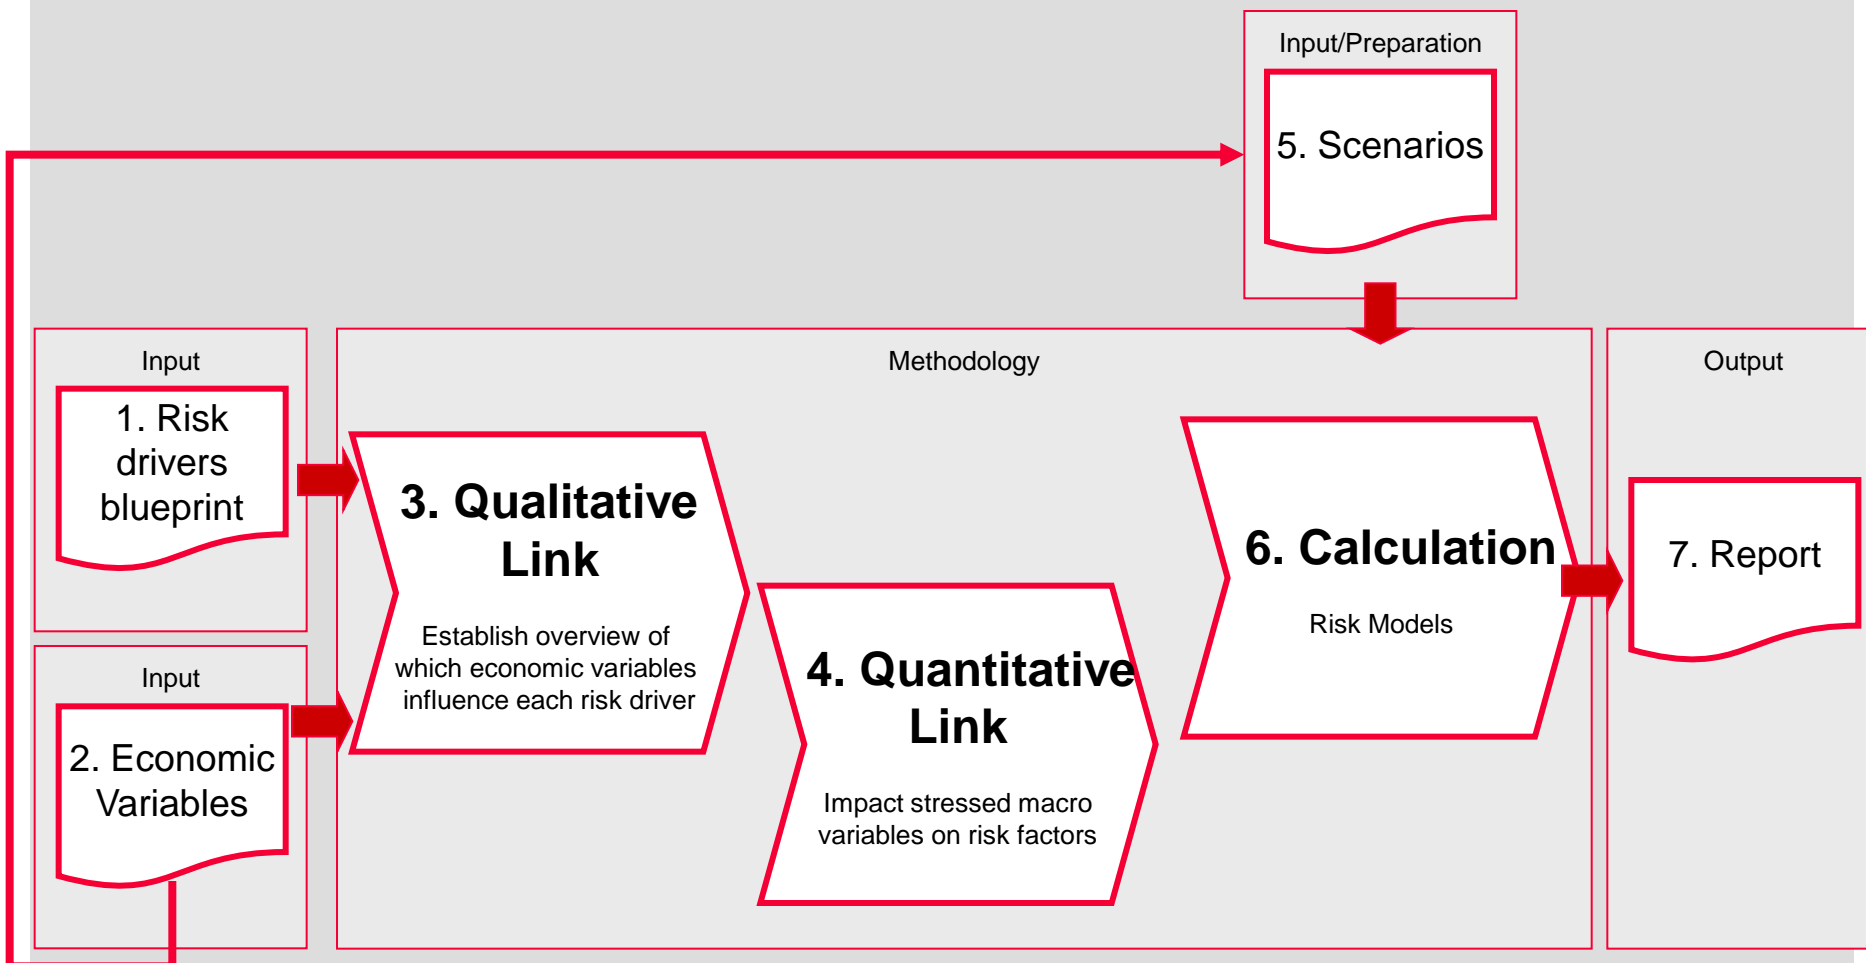 Input/Preparation
5. Scenarios
Input
1. Risk
drivers
blueprint
Input
2. Economic
Variables
Methodology
3. Qualitative
Link
Establish overview of
which economic variables
influence each risk driver
4. Quantitative
Link
Impact stressed macro
variables on risk factors
6. Calculation
Risk Models
Output
7. Report